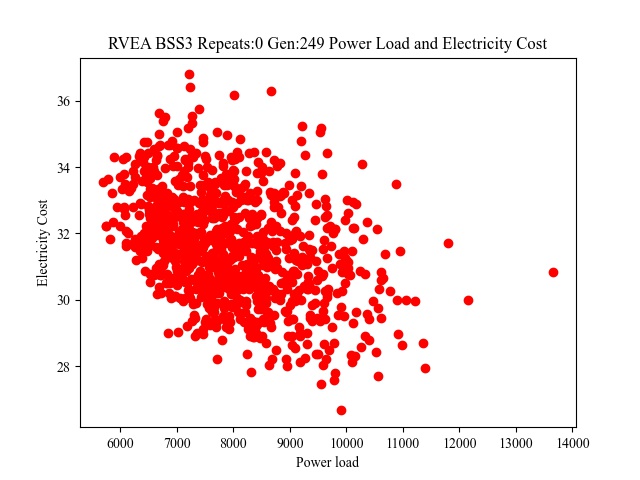 RVEA BSS3 Repeats:0 Gen:249 Power Load and Electricity Cost
36
34
32
30
28
Electricity Cost
6000 7000 8000 9000 10000 11000 12000 13000 14000
Power load